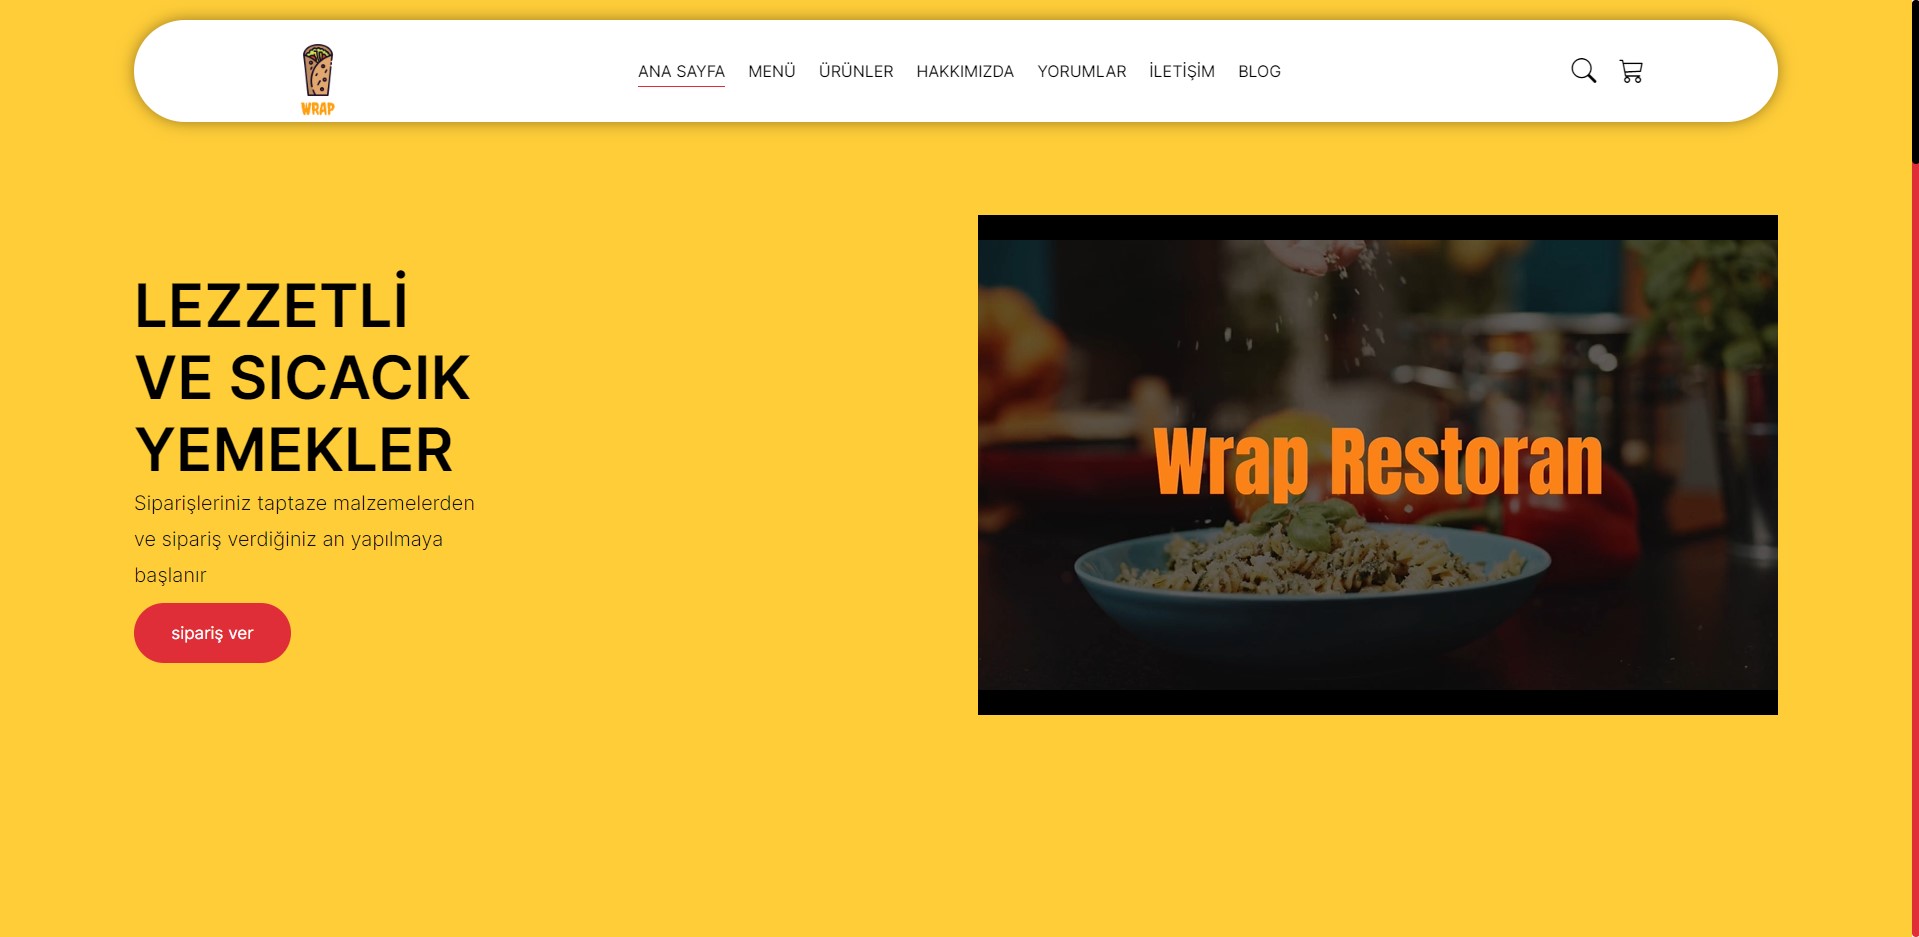 WRAP
ANA SAYFA MENÜ ÜRÜNLER HAKKIMIZDA YORUMLAR İLETİŞİM BLOG
LEZZETLİ
VE SICACIK
YEMEKLER
Siparişleriniz taptaze malzemelerden
ve sipariş verdiğiniz an yapılmaya
başlanır
sipariş ver
Wrap Restoran